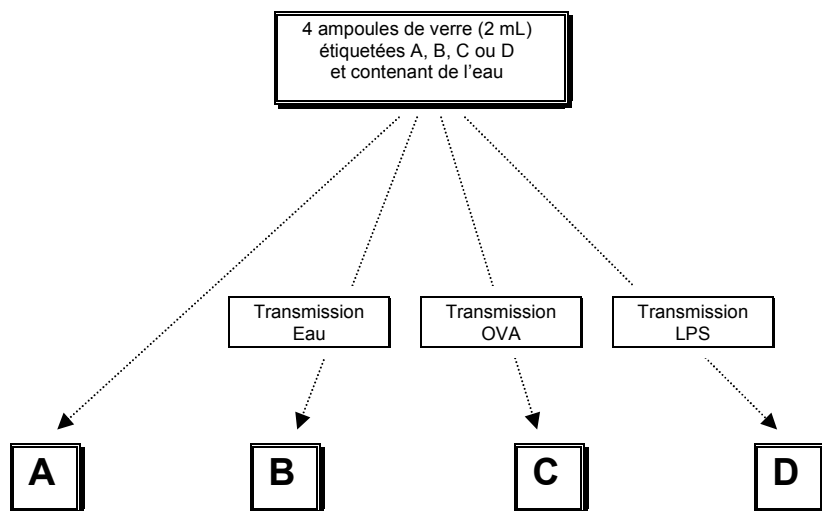 4 ampoules de verre (2 mL)
étiquetées A, B, C ou D
et contenant de l'eau
Transmission
Eau
Transmission
OVA
Transmission
LPS
A
B
C
D